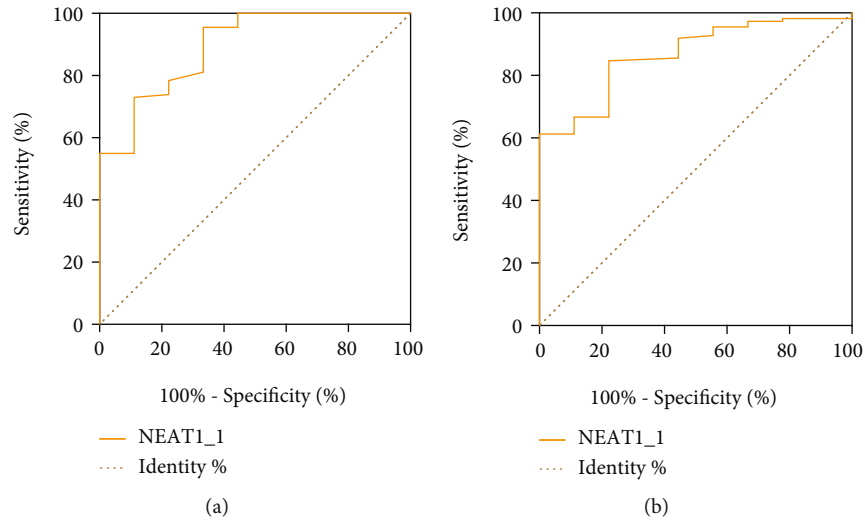 100
80
60
40
20
0
Sensitivity (%)
0 20 40 60 80 100
100% - Specificity (%)
NEAT1_1
Identity %
(a)
100
80
60
40
20
0
Sensitivity (%)
0 20 40 60 80 100
100% - Specificity (%)
NEAT1_1
Identity %
(b)